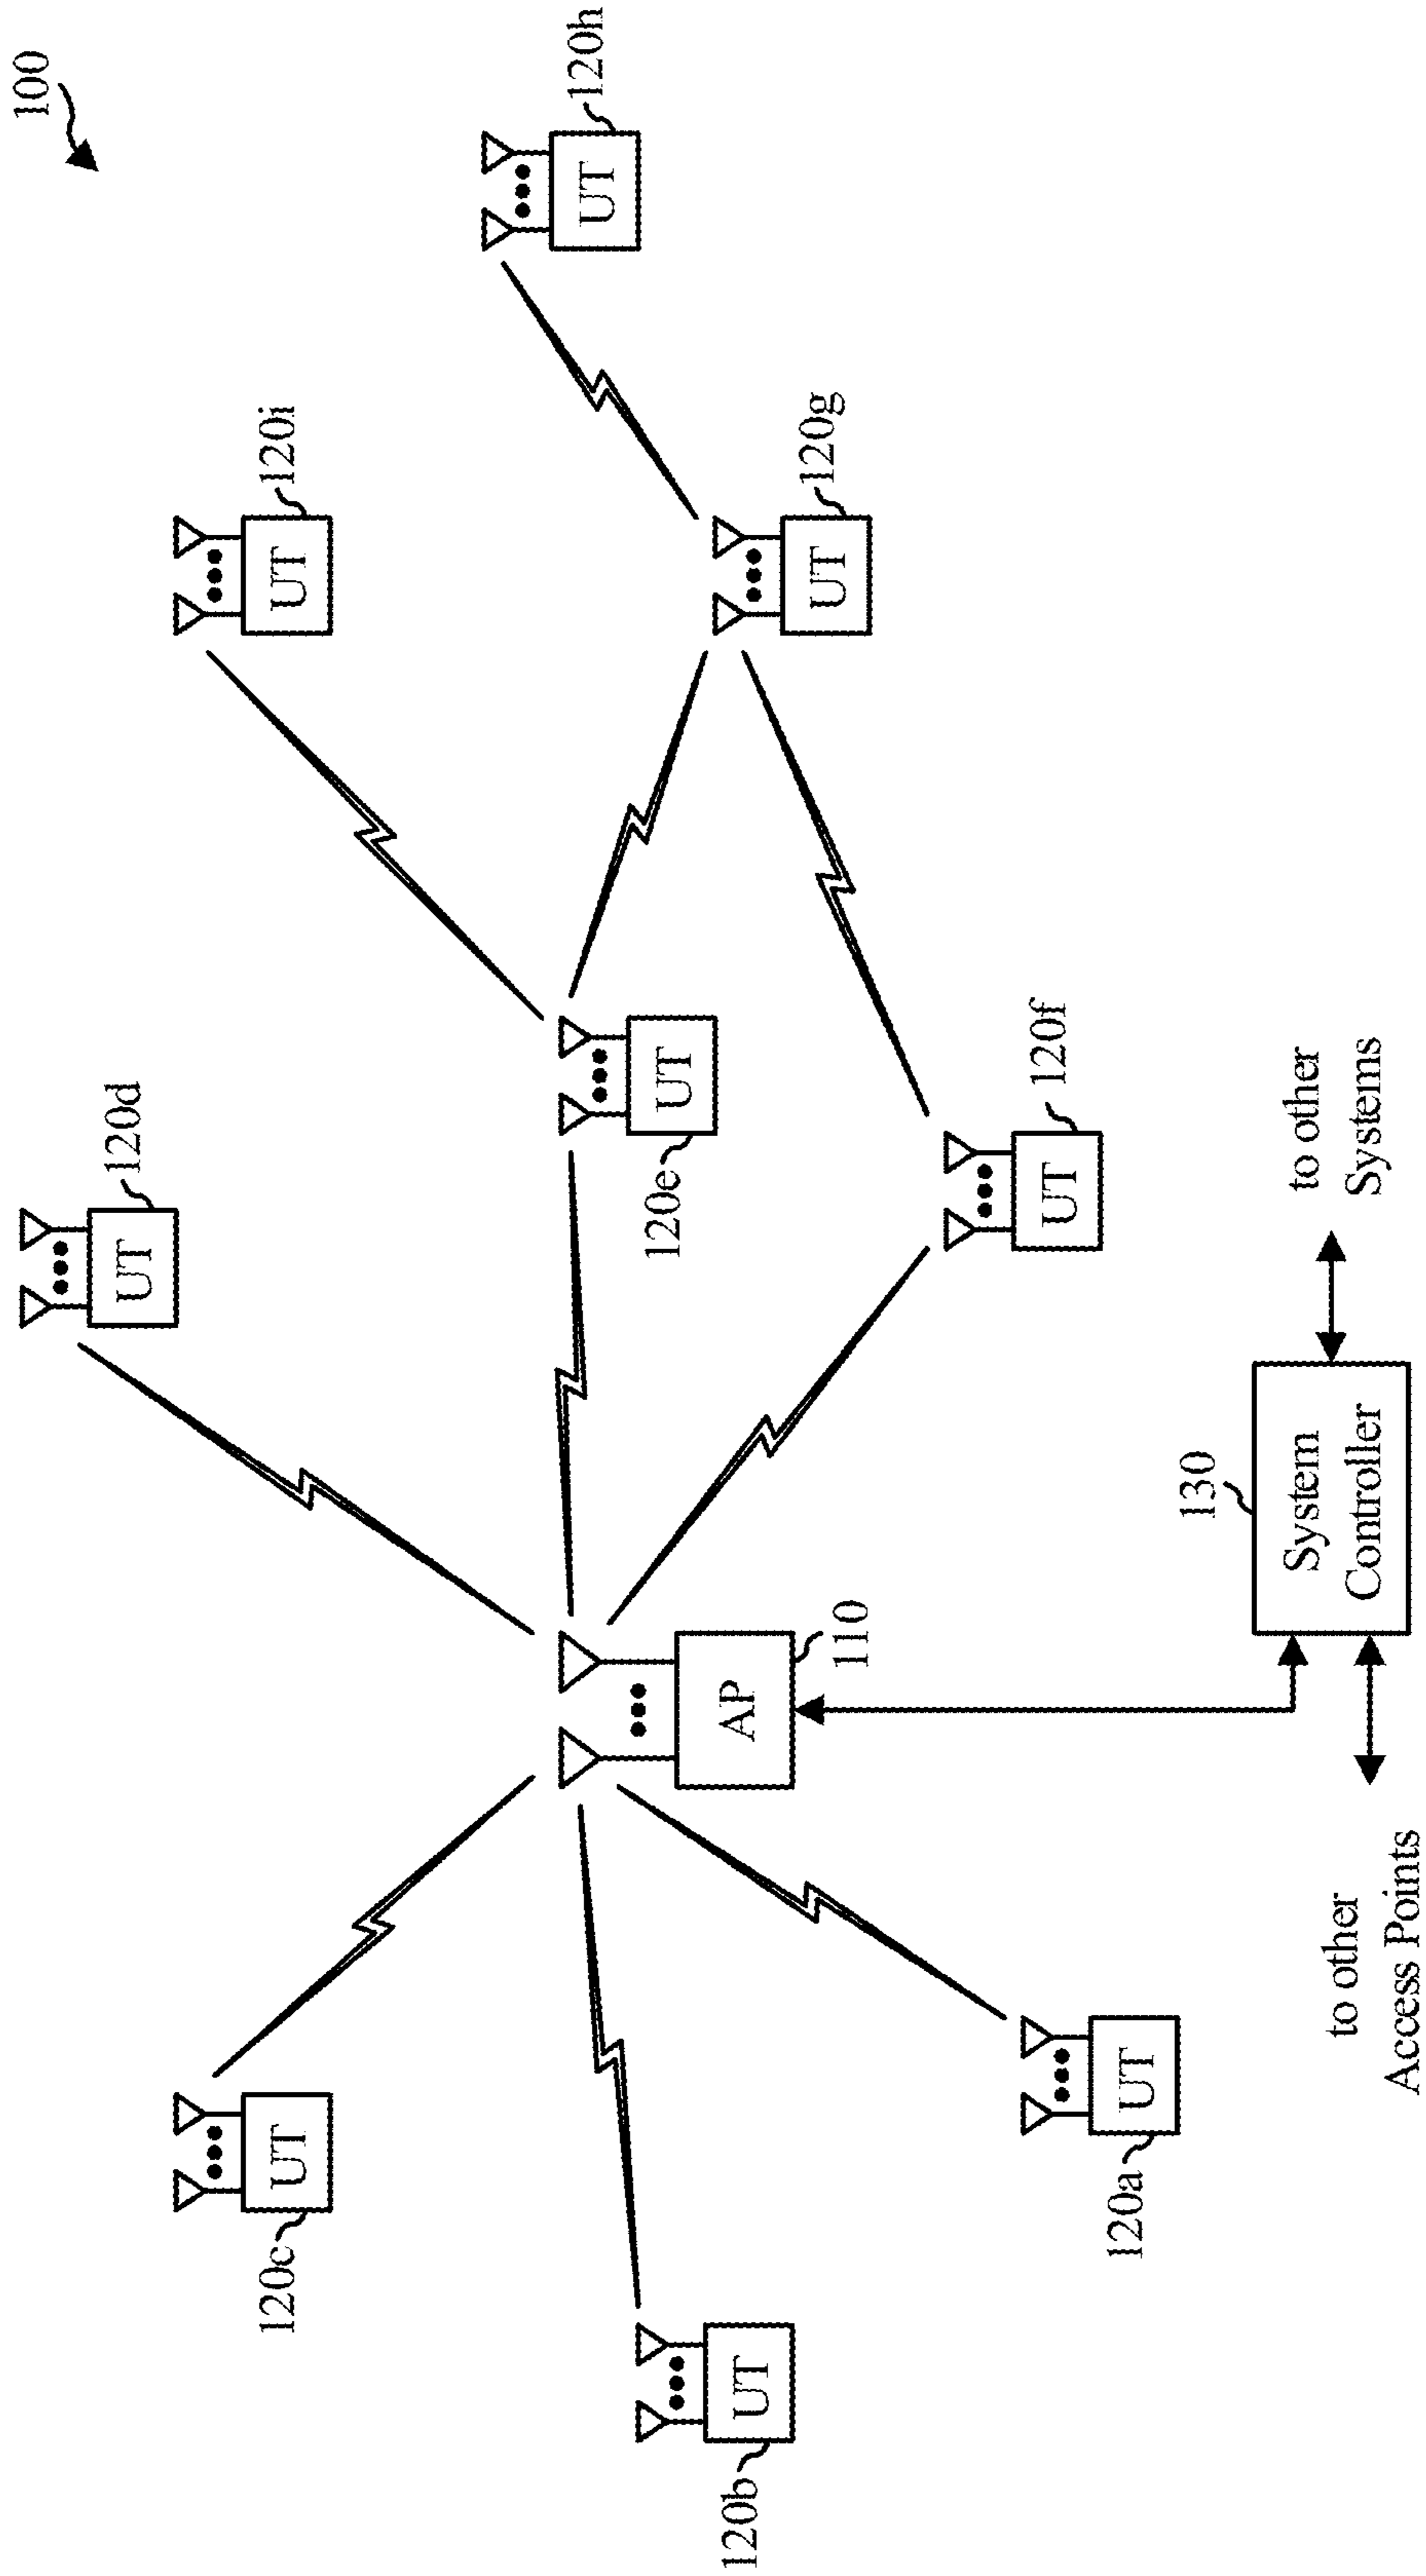 100
UT
120d
UT
120i
UT
120c
UT
120h
UT
120e
UT
120b
AP
110
UT
120g
UT
120f
UT
120a
130
System
Controller
to other
Systems
to other
Access Points